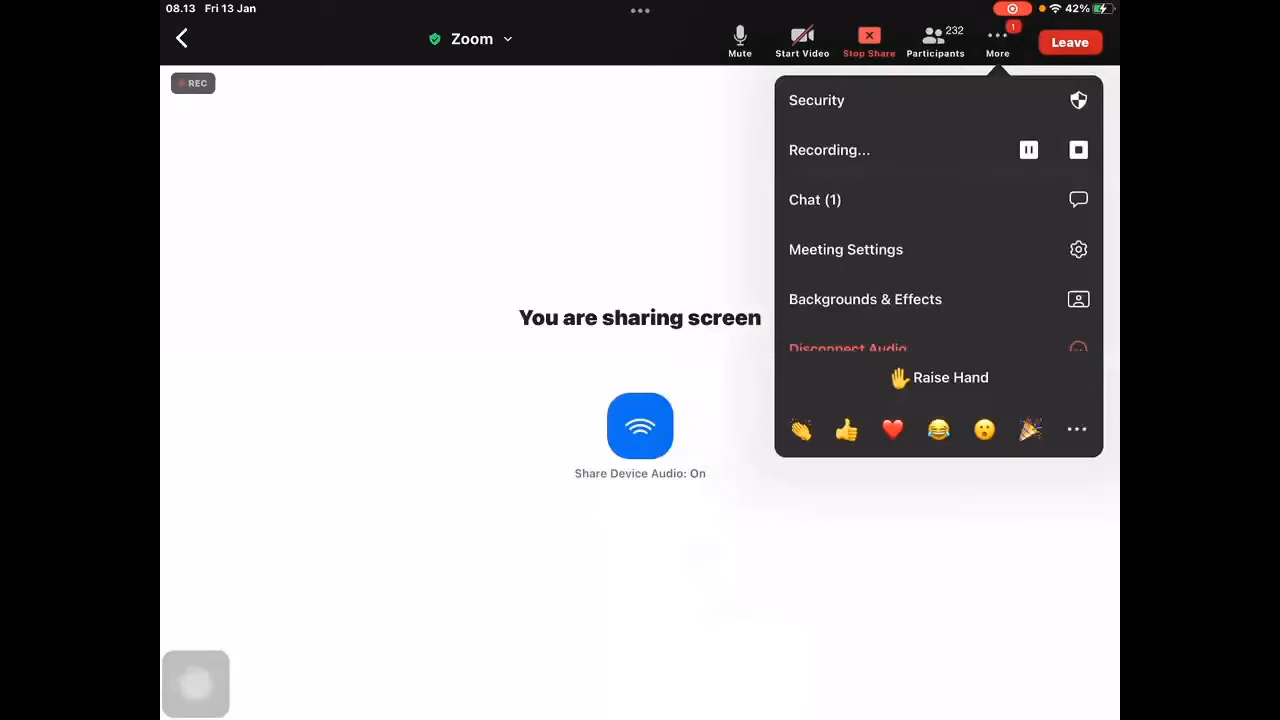 08.13 Fri 13 Jan
42%
Zoom
Mute
Start Video
Stop Share
Participants
232
More
1
Leave
REC
Security
Recording...
Chat (1)
Meeting Settings
Backgrounds & Effects
Disconnect Audio
Raise Hand
You are sharing screen
Share Device Audio: On